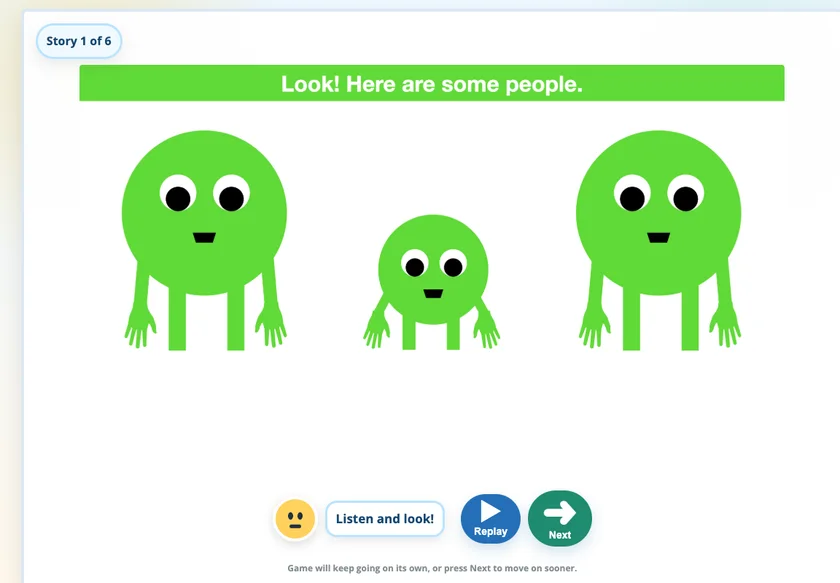 Story 1 of 6
Look! Here are some people.
Listen and look!
Replay
Next
Game will keep going on its own, or press Next to move on sooner.